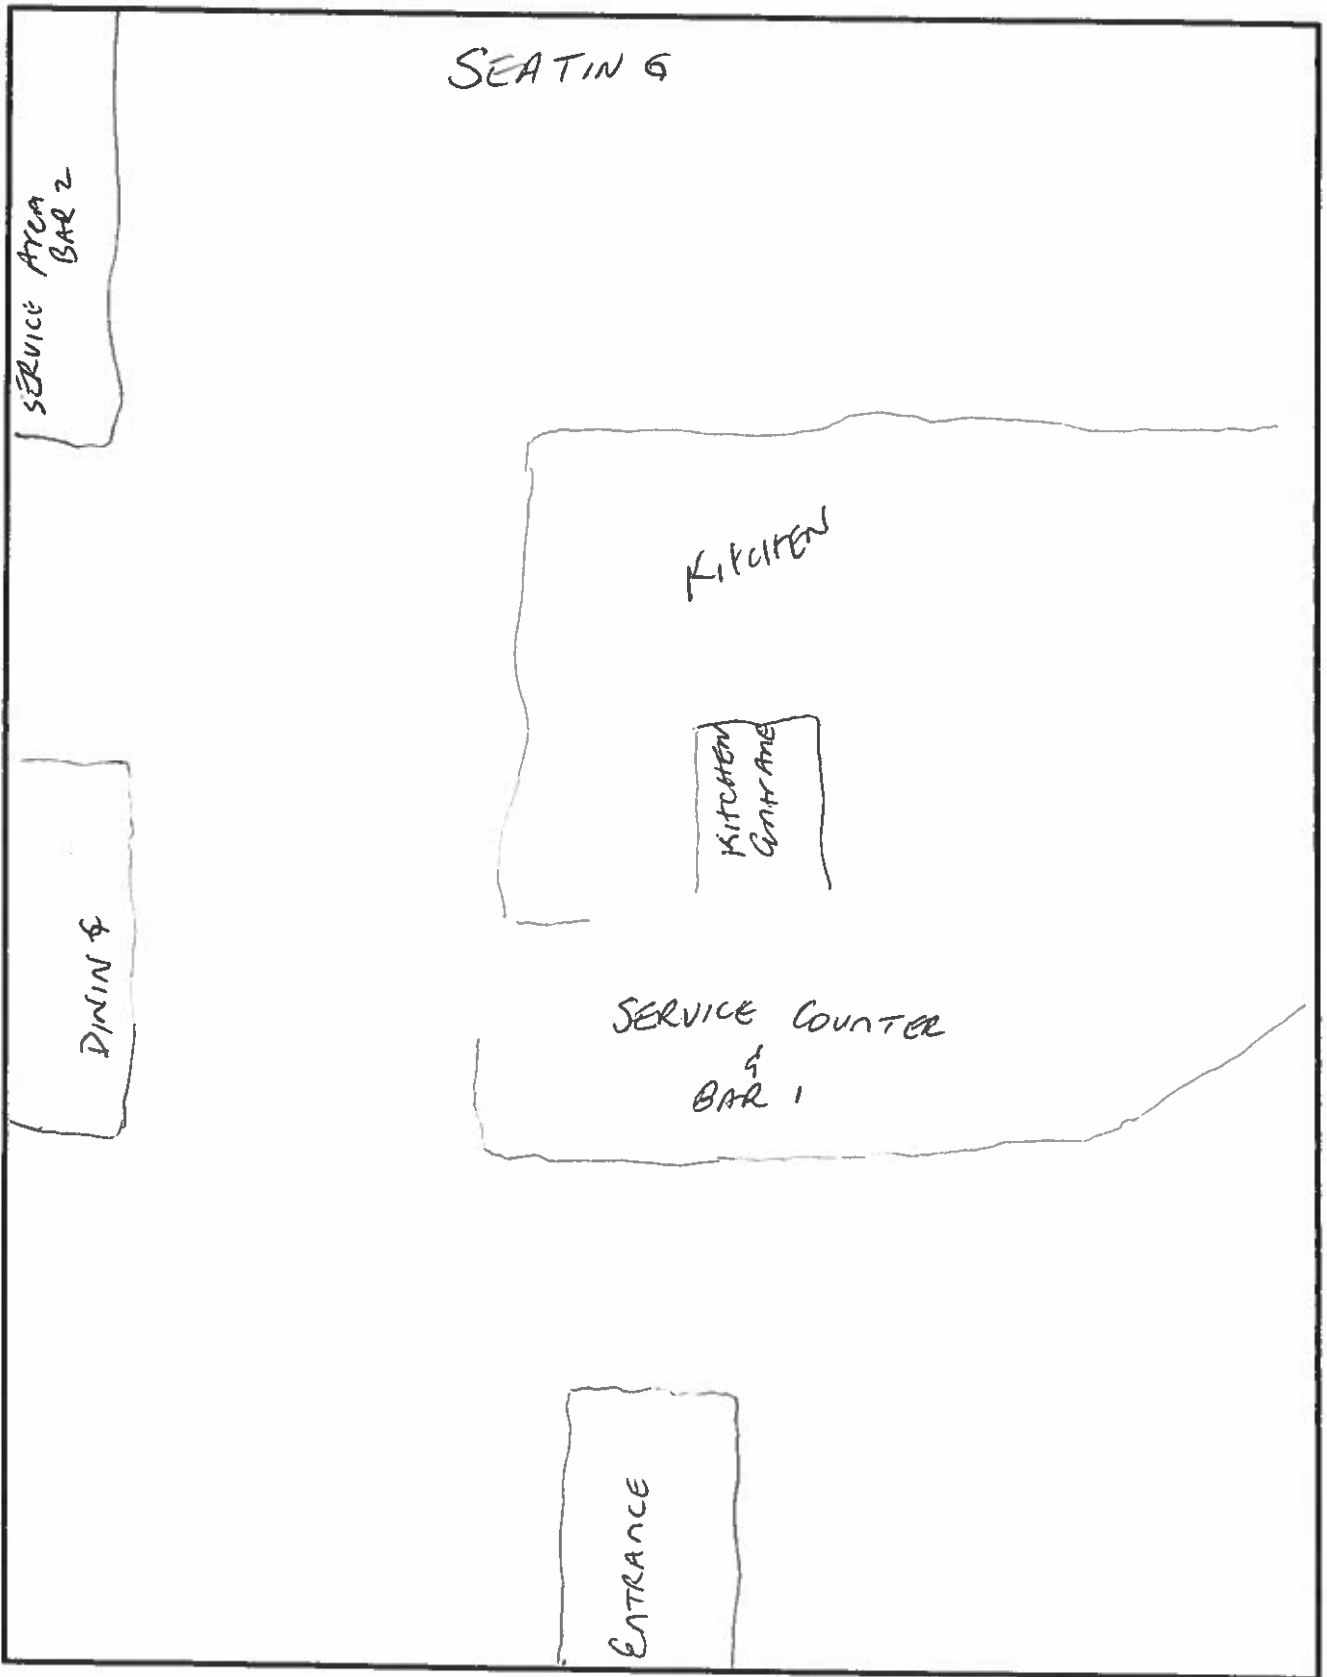 SEATING
SERVICE Area
BAR 2
KITCHEN
KITCHEN
DINING
SERVICE COUNTER
&
BAR 1
ENTRANCE